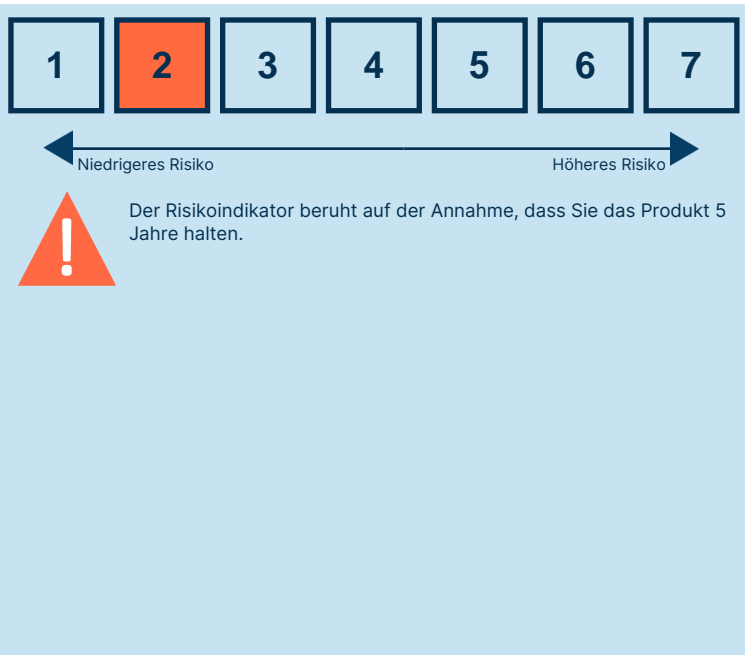 1 2 3 4 5 6 7
Niedrigeres Risiko Höheres Risiko
!
Der Risikoindikator beruht auf der Annahme, dass Sie das Produkt 5
Jahre halten.